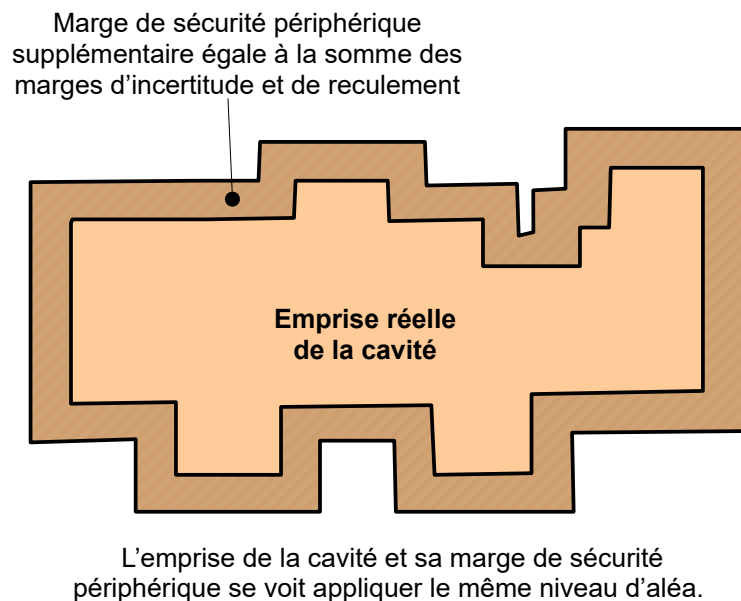 Marge de sécurité périphérique
supplémentaire égale à la somme des
marges d’incertitude et de reculement
Emprise réelle
de la cavité
L’emprise de la cavité et sa marge de sécurité
périphérique se voit appliquer le même niveau d’aléa.